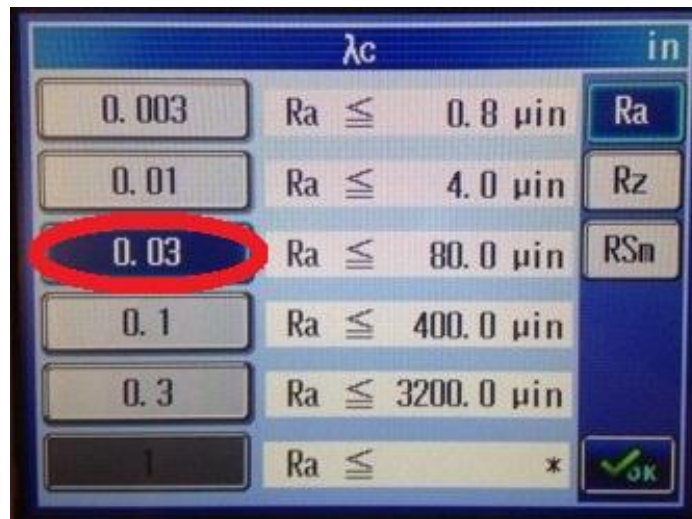 λc in
0.003 Ra ≦ 0.8 µin Ra
0.01 Ra ≦ 4.0 µin Rz
0.03 Ra ≦ 80.0 µin RSm
0.1 Ra ≦ 400.0 µin
0.3 Ra ≦ 3200.0 µin
1 Ra ≦ * OK